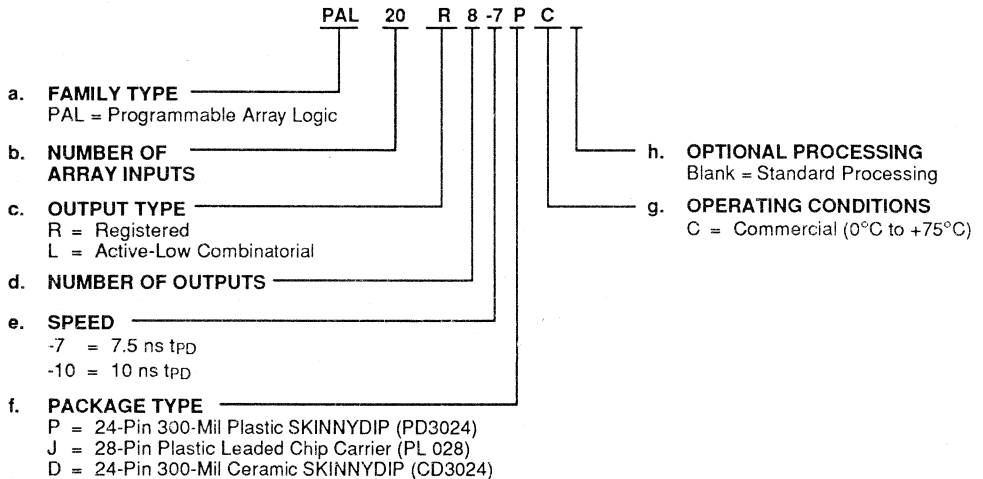 PAL 20 R 8 -7 P C
a. FAMILY TYPE
PAL = Programmable Array Logic
b. NUMBER OF
ARRAY INPUTS
c. OUTPUT TYPE
R = Registered
L = Active-Low Combinatorial
d. NUMBER OF OUTPUTS
e. SPEED
-7 = 7.5 ns tPD
-10 = 10 ns tPD
f. PACKAGE TYPE
P = 24-Pin 300-Mil Plastic SKINNYDIP (PD3024)
J = 28-Pin Plastic Leaded Chip Carrier (PL 028)
D = 24-Pin 300-Mil Ceramic SKINNYDIP (CD3024)
h. OPTIONAL PROCESSING
Blank = Standard Processing
g. OPERATING CONDITIONS
C = Commercial (0°C to +75°C)